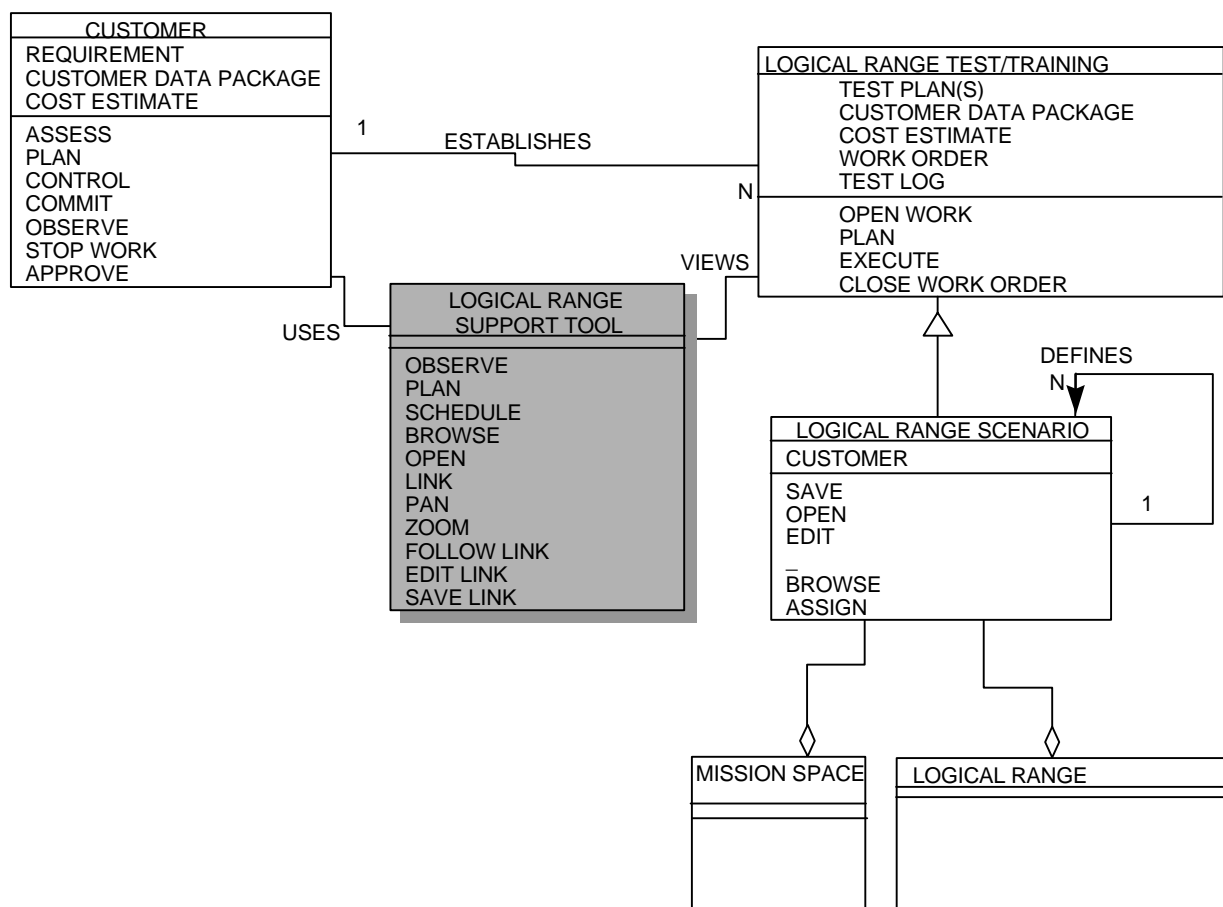 CUSTOMER
REQUIREMENT
CUSTOMER DATA PACKAGE
COST ESTIMATE
ASSESS
PLAN
CONTROL
COMMIT
OBSERVE
STOP WORK
APPROVE
1
ESTABLISHES
N
LOGICAL RANGE TEST/TRAINING
TEST PLAN(S)
CUSTOMER DATA PACKAGE
COST ESTIMATE
WORK ORDER
TEST LOG
OPEN WORK
PLAN
EXECUTE
CLOSE WORK ORDER
VIEWS
USES
LOGICAL RANGE
SUPPORT TOOL
OBSERVE
PLAN
SCHEDULE
BROWSE
OPEN
LINK
PAN
ZOOM
FOLLOW LINK
EDIT LINK
SAVE LINK
DEFINES
N
1
LOGICAL RANGE SCENARIO
CUSTOMER
SAVE
OPEN
EDIT
_
BROWSE
ASSIGN
MISSION SPACE
LOGICAL RANGE